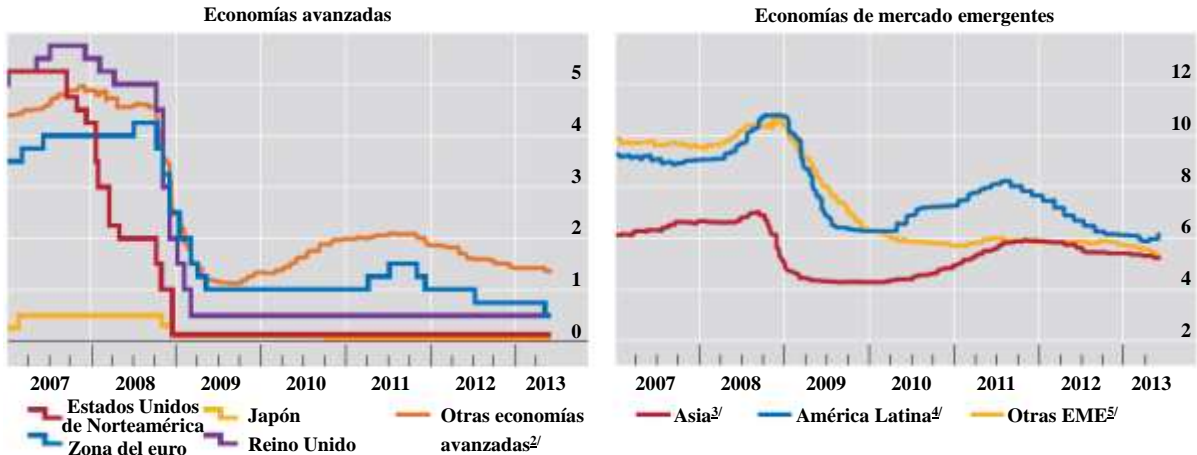 Economías avanzadas
5
4
3
2
1
0
2007 2008 2009 2010 2011 2012 2013
Estados Unidos de Norteamérica
Japón
Otras economías avanzadas2/
Zona del euro
Reino Unido
Economías de mercado emergentes
12
10
8
6
4
2
2007 2008 2009 2010 2011 2012 2013
Asia3/
América Latina4/
Otras EME5/